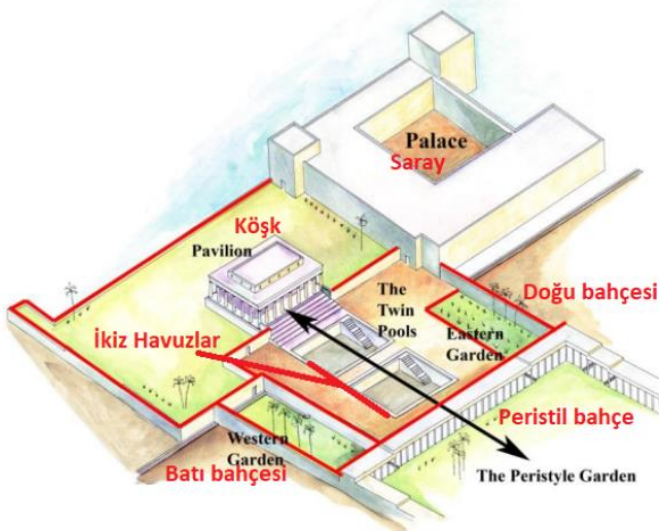 Palace
Saray
Köşk
Pavilion
The
Twin
Pools
Doğu bahçesi
Eastern
Garden
İkiz Havuzlar
Peristil bahçe
Western
Garden
Batı bahçesi
The Peristyle Garden